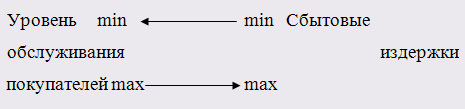 Уровень min min Сбытовые
обслуживания издержки
покупателей max max